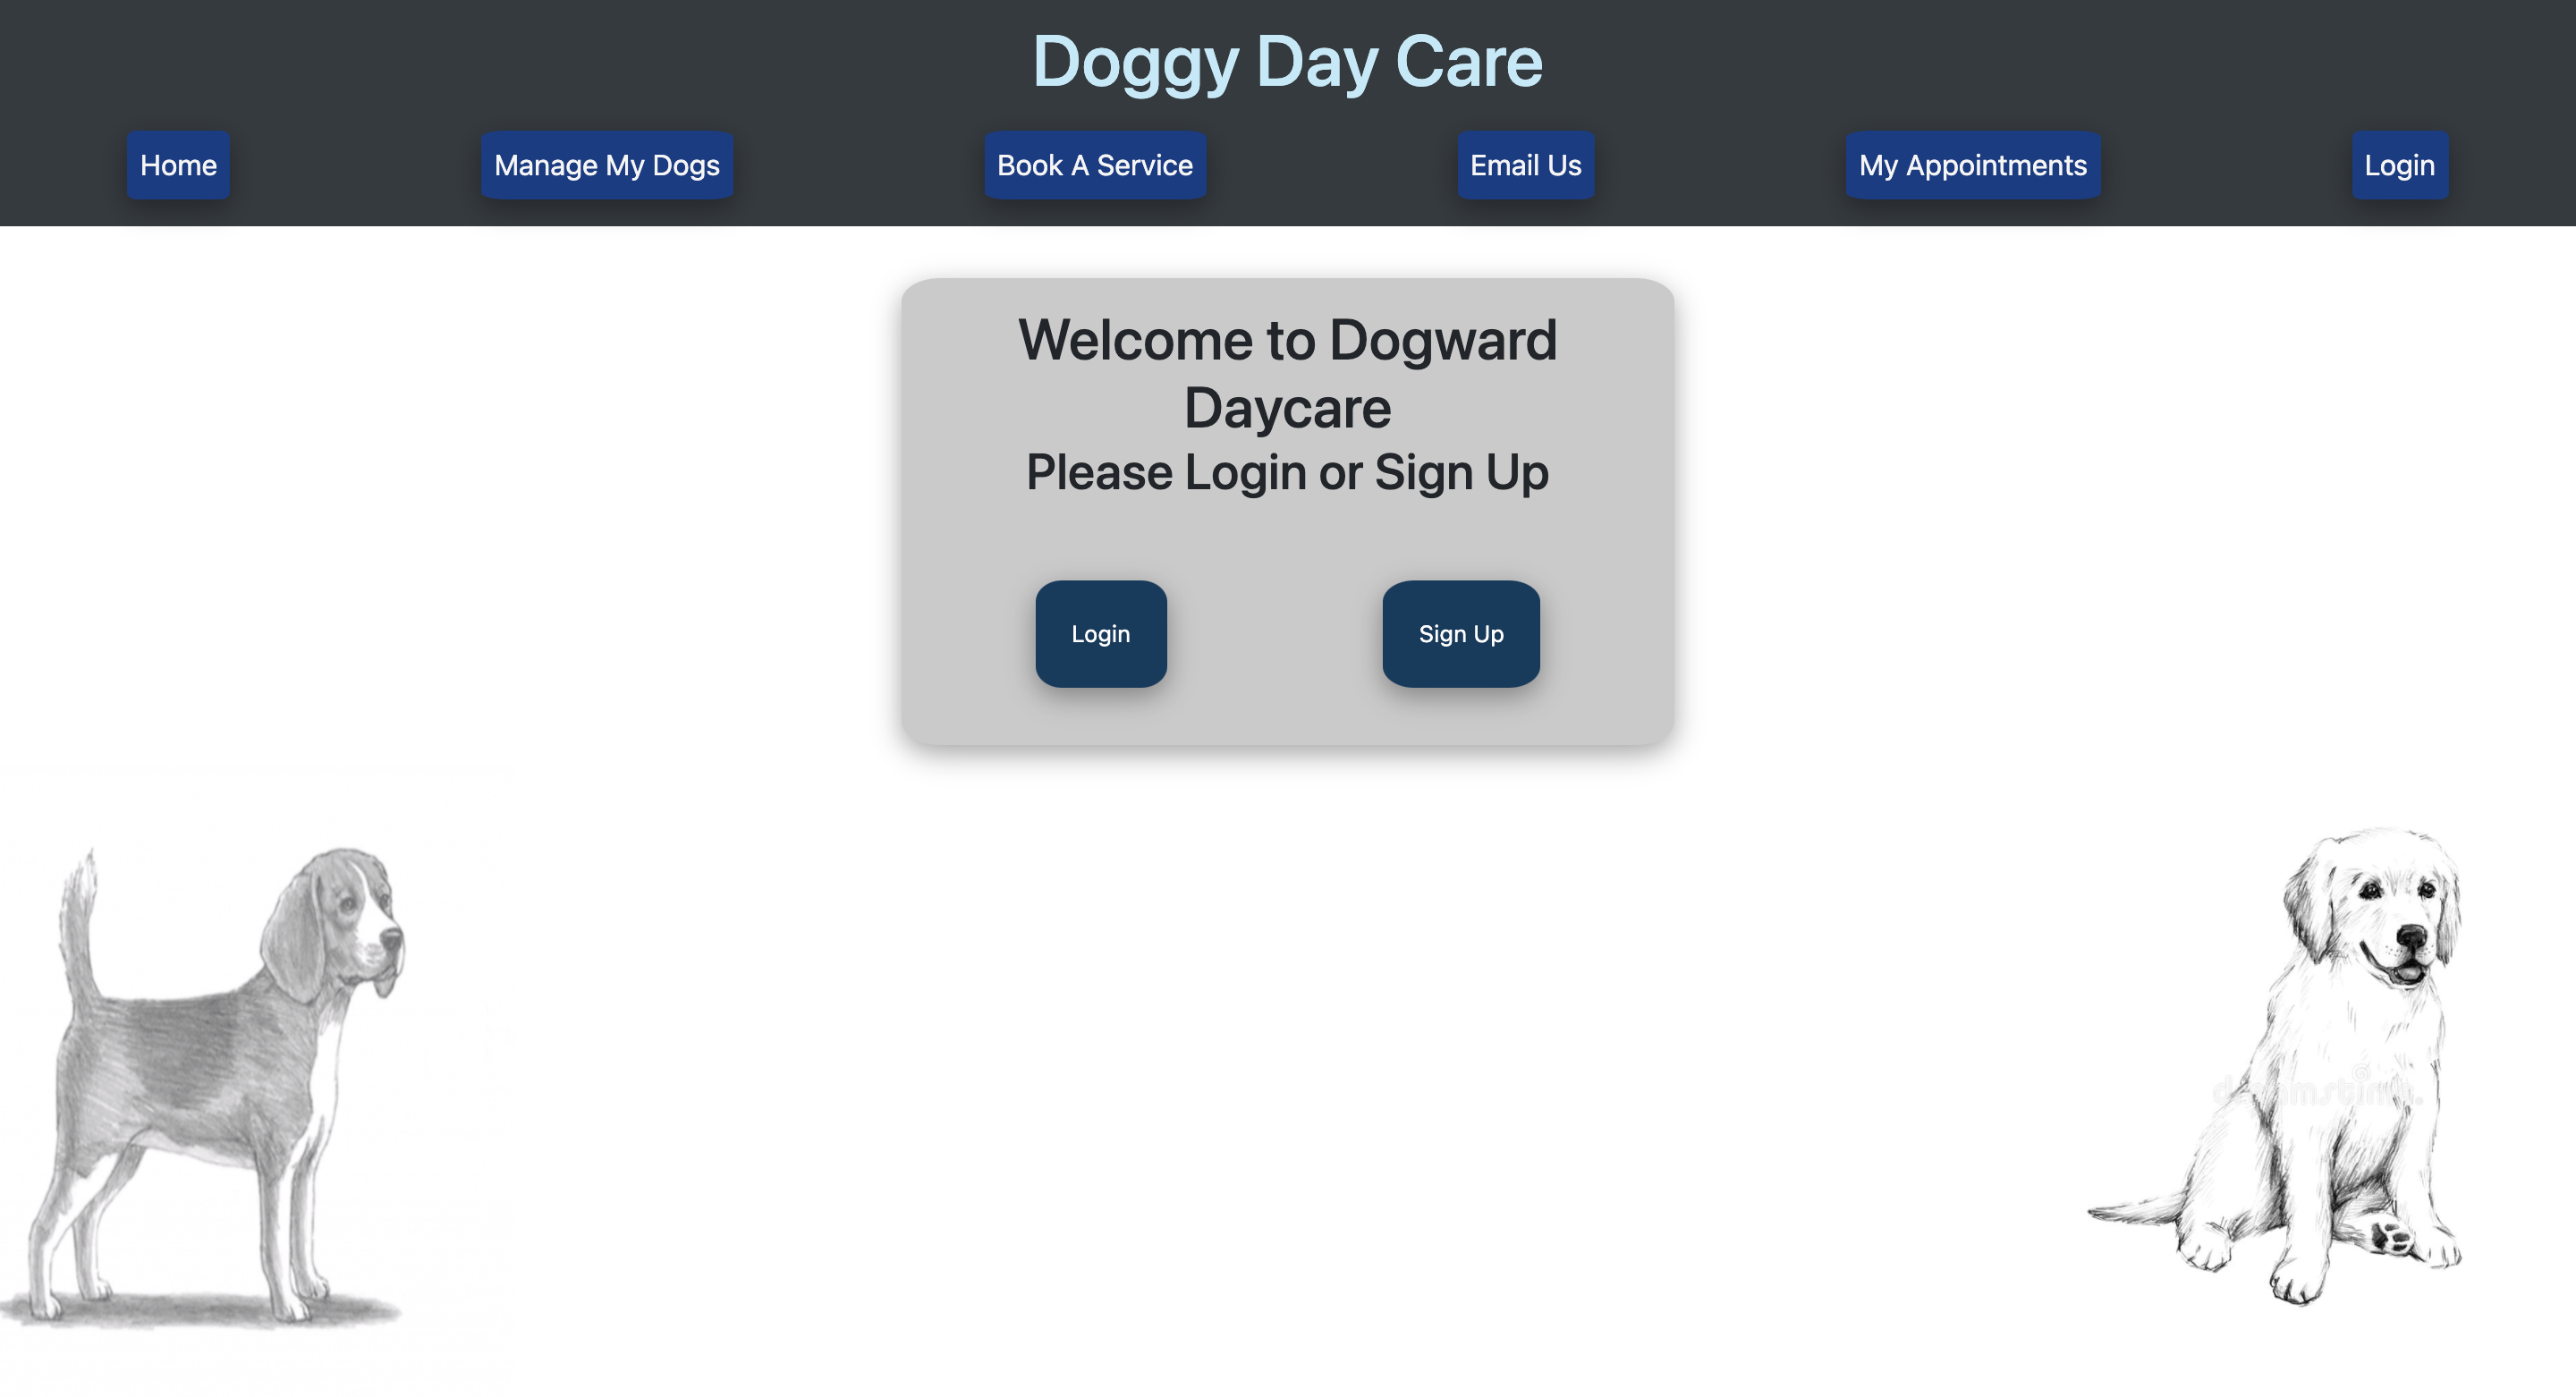 Doggy Day Care
Home
Manage My Dogs
Book A Service
Email Us
My Appointments
Login
Welcome to Dogward
Daycare
Please Login or Sign Up
Login
Sign Up